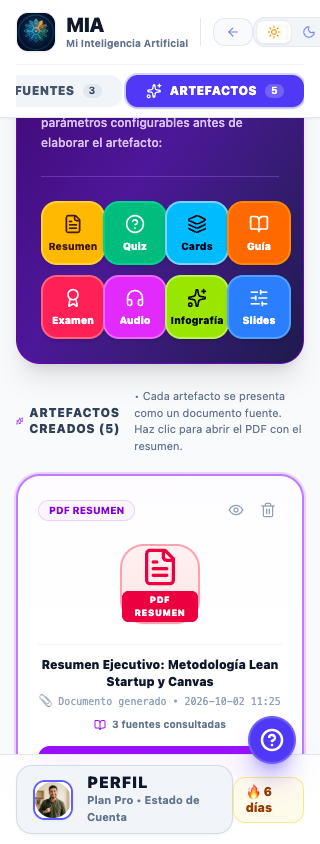 MIA
Mi Inteligencia Artificial
FUENTES 3
ARTEFACTOS 5
parámetros configurables antes de
elaborar el artefacto:
Resumen
Quiz
Cards
Guía
Examen
Audio
Infografía
Slides
ARTEFACTOS
CREADOS (5)
• Cada artefacto se presenta
como un documento fuente.
Haz clic para abrir el PDF con el
resumen.
PDF RESUMEN
PDF
RESUMEN
Resumen Ejecutivo: Metodología Lean
Startup y Canvas
📎 Documento generado • 2026-10-02 11:25
3 fuentes consultadas
PERFIL
Plan Pro • Estado de
Cuenta
🔥 6
días